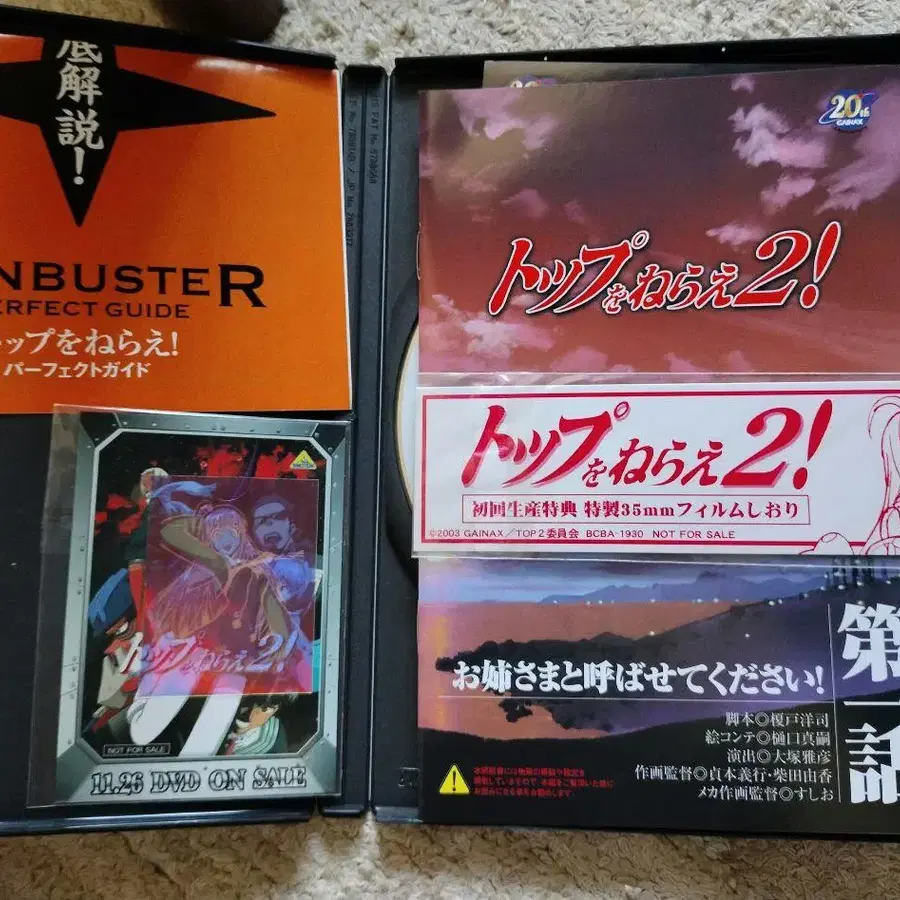 底解説！
NBUSTER
ERFECT GUIDE
ップをねらえ!
パーフェクトガイド
NOT FOR SALE
トップをねらえ2!
11.26 DVD ON SALE
20th
GAINAX
トップをねらえ2!
トップをねらえ2!
初回生産特典 特製35mmフィルムしおり
©2003 GAINAX／TOP2委員会 BCBA-1930 NOT FOR SALE
第一話
お姉さまと呼ばせてください!
脚本◎榎戸洋司
絵コンテ◎樋口真嗣
演出◎大塚雅彦
作画監督◎貞本義行・柴田由香
メカ作画監督◎すしお